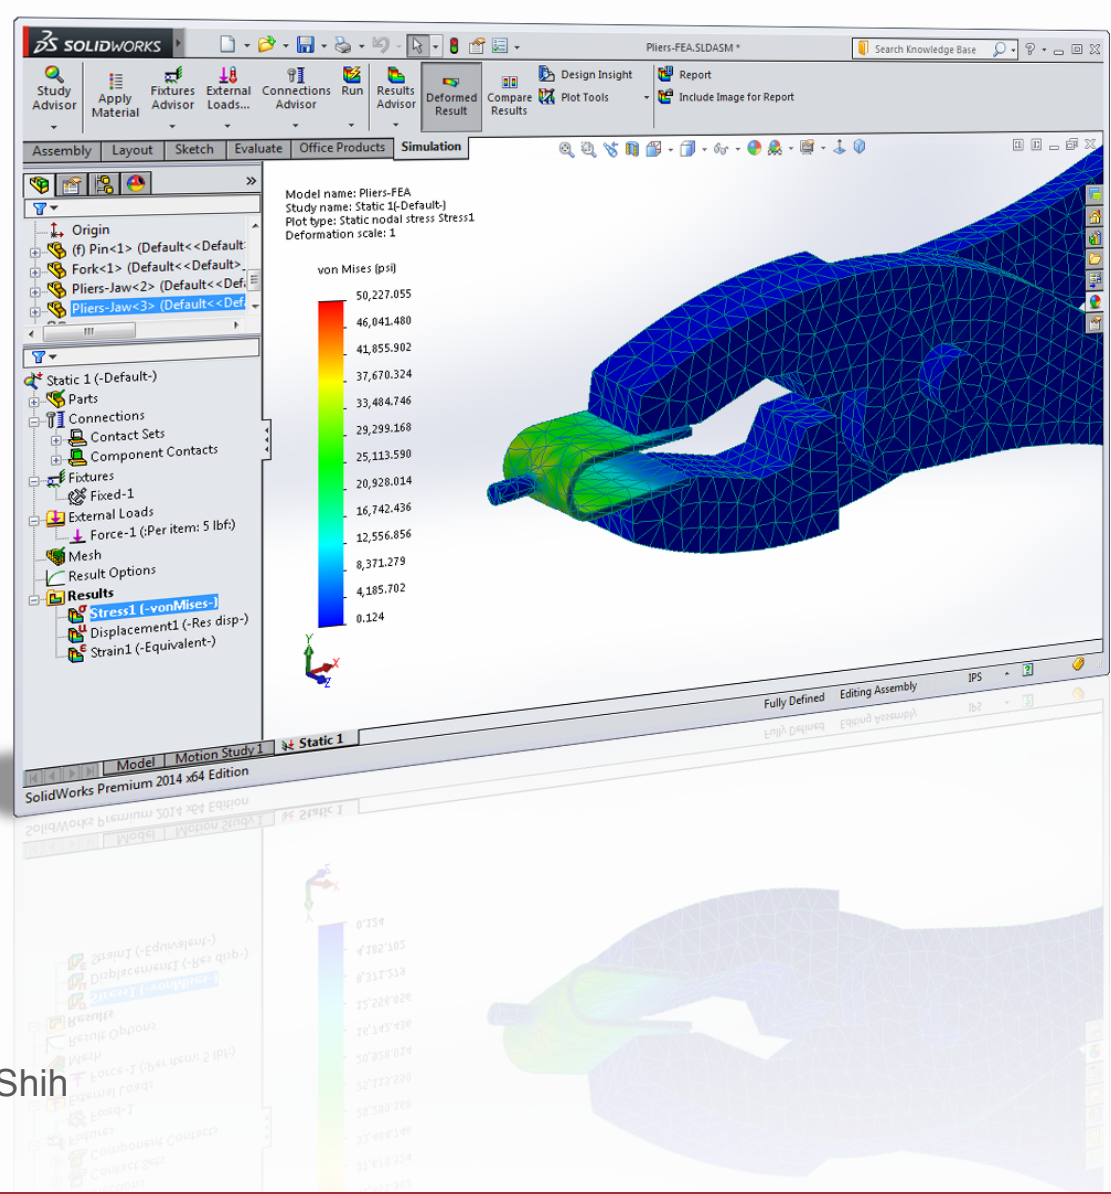 SOLIDWORKS
Pliers-FEA.SLDASM *
Search Knowledge Base
Study Advisor
Apply Material
Fixtures Advisor
External Loads...
Connections Advisor
Run
Results Advisor
Deformed Result
Compare Results
Design Insight
Plot Tools
Report
Include Image for Report
Assembly
Layout
Sketch
Evaluate
Office Products
Simulation
Origin
(f) Pin<1> (Default<<Default
Fork<1> (Default<<Default>_
Pliers-Jaw<2> (Default<<Def
Pliers-Jaw<3> (Default<<Def
Static 1 (-Default-)
Parts
Connections
Contact Sets
Component Contacts
Fixtures
Fixed-1
External Loads
Force-1 (:Per item: 5 lbf:)
Mesh
Result Options
Results
Stress1 (-vonMises-)
Displacement1 (-Res disp-)
Strain1 (-Equivalent-)
Model name: Pliers-FEA
Study name: Static 1(-Default-)
Plot type: Static nodal stress Stress1
Deformation scale: 1
von Mises (psi)
50,227.055
46,041.480
41,855.902
37,670.324
33,484.746
29,299.168
25,113.590
20,928.014
16,742.436
12,556.856
8,371.279
4,185.702
0.124
Y
X
Z
Fully Defined
Editing Assembly
IPS
Model
Motion Study 1
Static 1
SolidWorks Premium 2014 x64 Edition
Shih